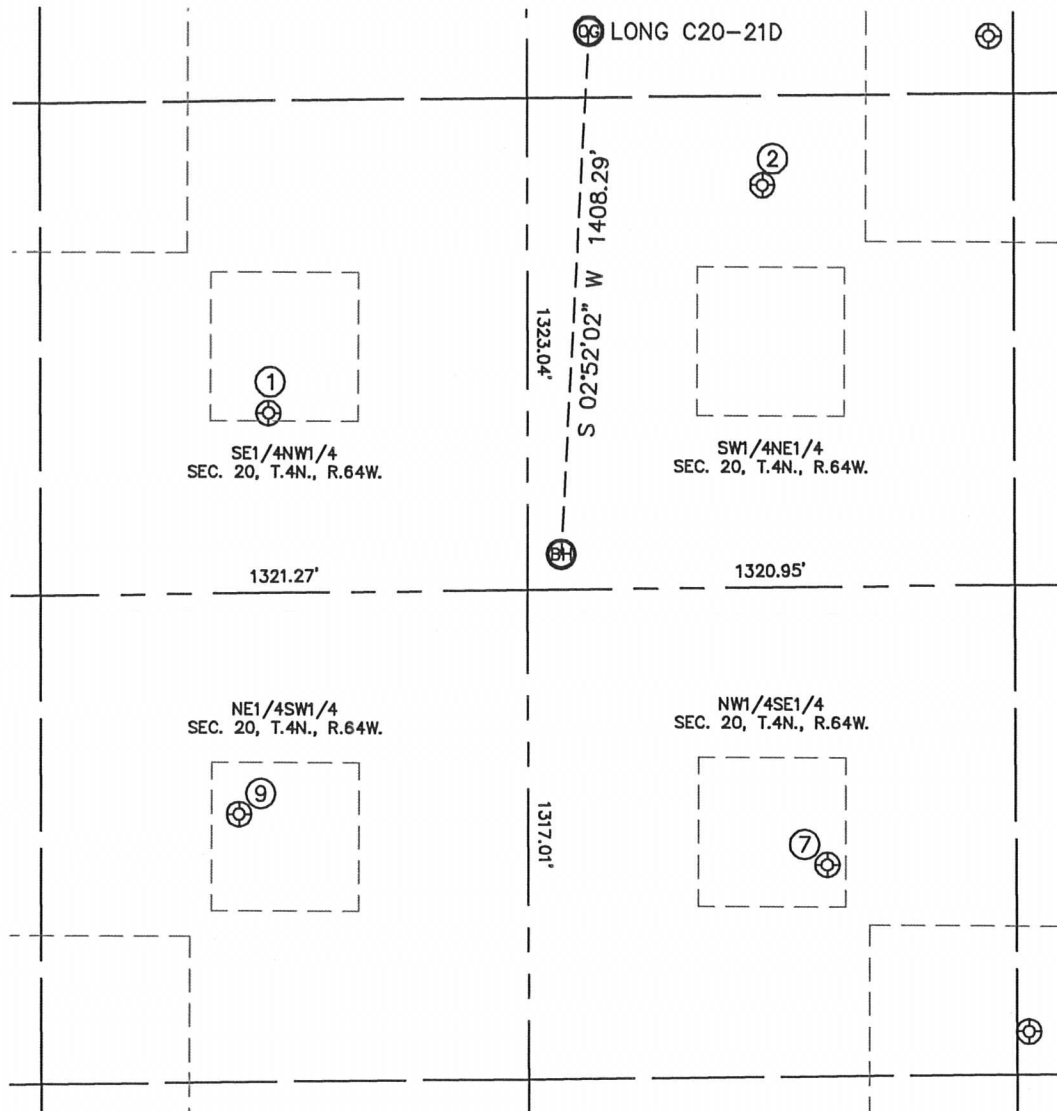 OG LONG C20-21D
2
S 02°52'02" W 1408.29'
1323.04'
1
SE1/4NW1/4
SEC. 20, T.4N., R.64W.
SW1/4NE1/4
SEC. 20, T.4N., R.64W.
BH
1321.27'
1320.95'
NE1/4SW1/4
SEC. 20, T.4N., R.64W.
NW1/4SE1/4
SEC. 20, T.4N., R.64W.
9
1317.01'
7